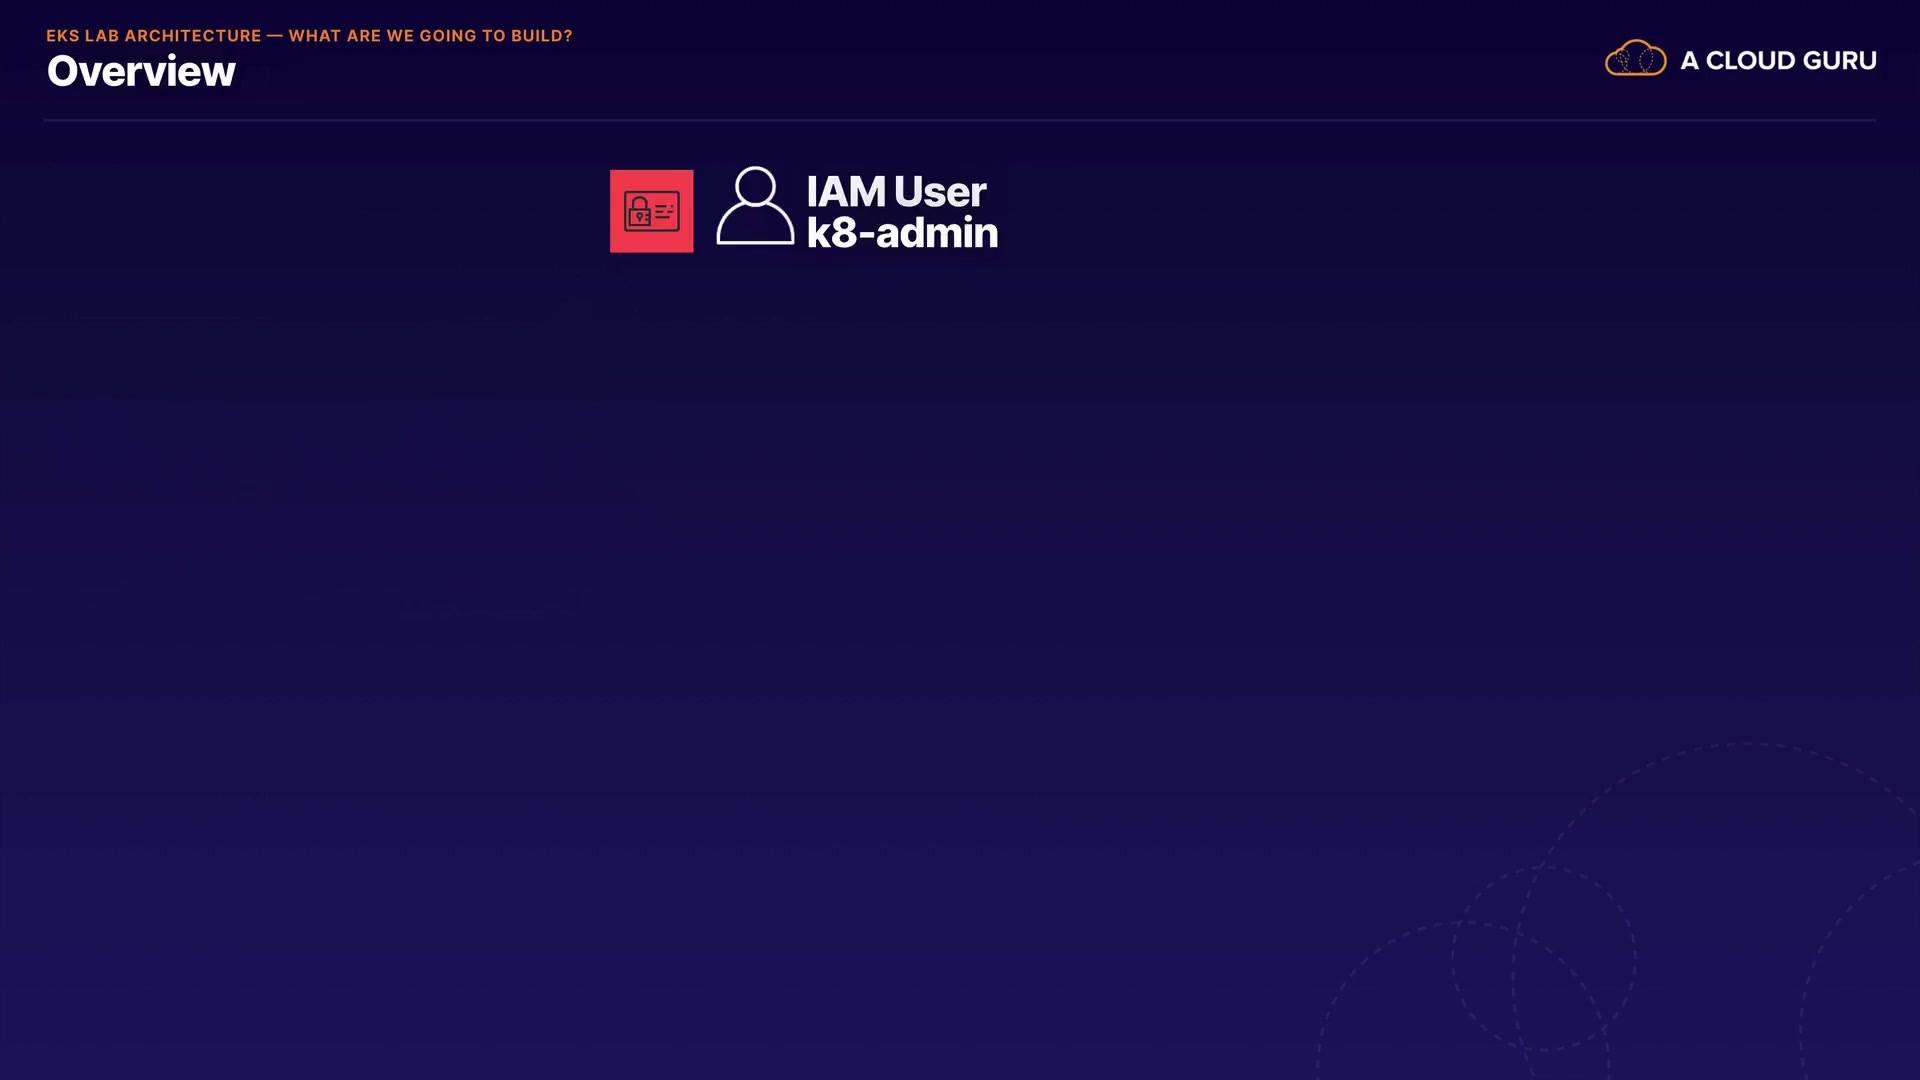 EKS LAB ARCHITECTURE — WHAT ARE WE GOING TO BUILD?
Overview
A CLOUD GURU
IAM User
k8-admin